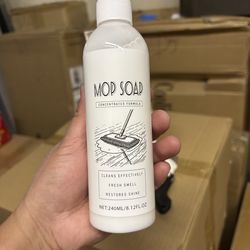 MOP SOAP
CONCENTRATED FORMULA
CLEANS EFFECTIVELY
FRESH SMELL
RESTORES SHINE
NET:240ML/8.12FL.OZ